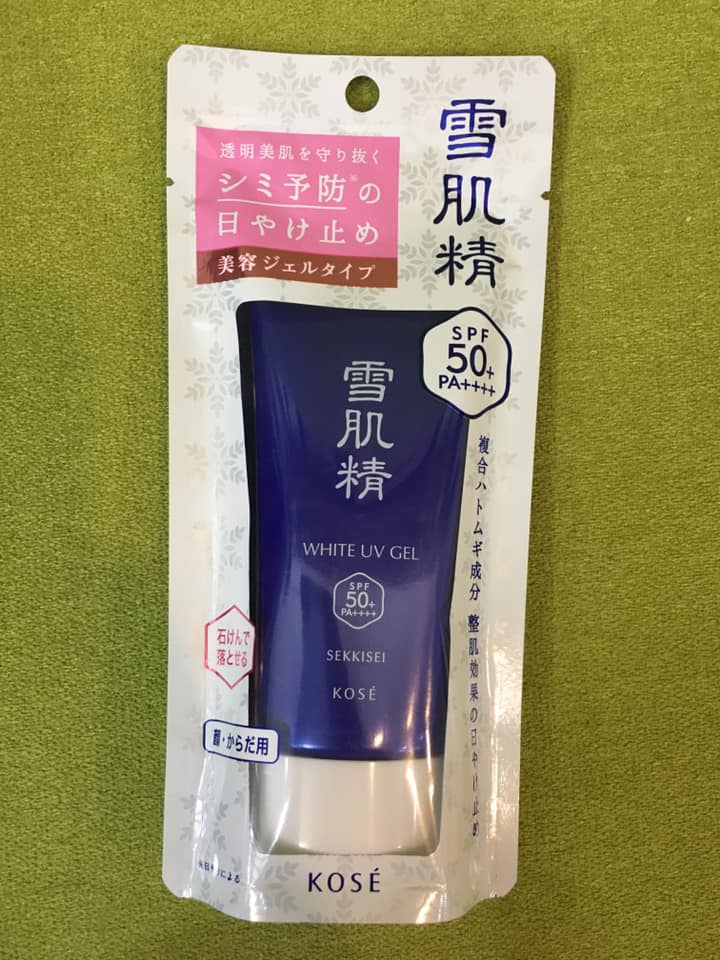 透明美肌を守り抜く
シミ予防※の
日やけ止め
美容ジェルタイプ
雪肌精
SPF
50+
PA++++
雪肌精
WHITE UV GEL
SPF
50+
PA++++
SEKKISEI
KOSÉ
複合ハトムギ成分 整肌効果の日やけ止め
石けんで
落とせる
顔・からだ用
KOSÉ